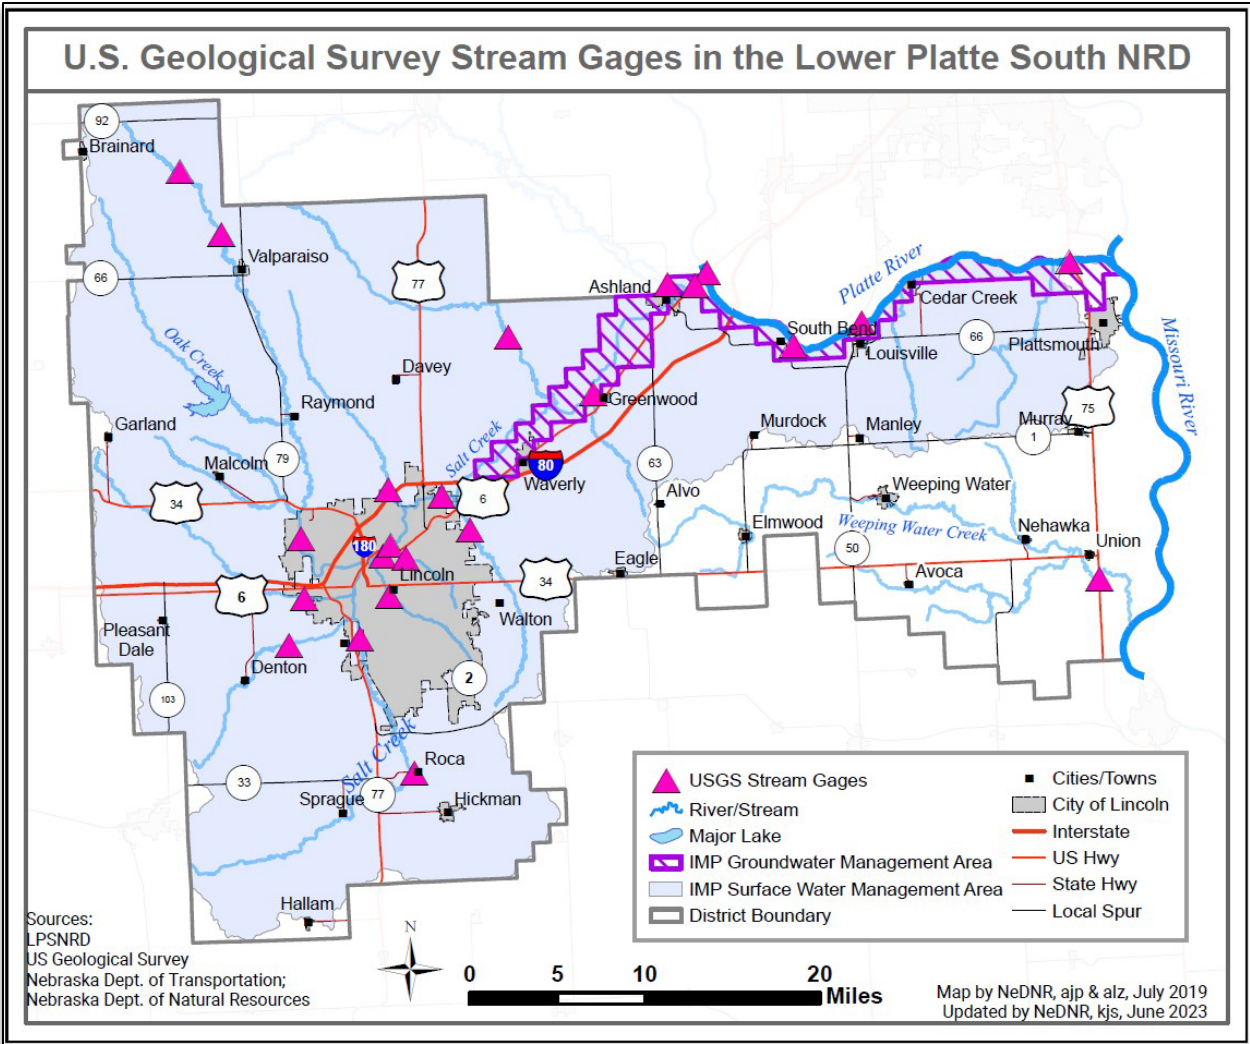 U.S. Geological Survey Stream Gages in the Lower Platte South NRD
92
Brainard
Valparaiso
66
77
Ashland
Platte River
Cedar Creek
South Bend
Louisville
66
Plattsmouth
Missouri River
Oak Creek
Davey
Raymond
Greenwood
75
Garland
Murdock
Manley
Murray
1
Salt Creek
79
Malcolm
80
63
Waverly
34
6
Alvo
Weeping Water
Elmwood
Weeping Water Creek
Nehawka
180
50
Union
Eagle
Lincoln
34
Avoca
6
Walton
Pleasant
Dale
Denton
2
103
Salt Creek
Roca
33
77
Sprague
Hickman
Hallam
USGS Stream Gages
River/Stream
Major Lake
IMP Groundwater Management Area
IMP Surface Water Management Area
District Boundary
Cities/Towns
City of Lincoln
Interstate
US Hwy
State Hwy
Local Spur
Sources:
LPSNRD
US Geological Survey
Nebraska Dept. of Transportation;
Nebraska Dept. of Natural Resources
N
0 5 10 20
Miles
Map by NeDNR, ajp & alz, July 2019
Updated by NeDNR, kjs, June 2023